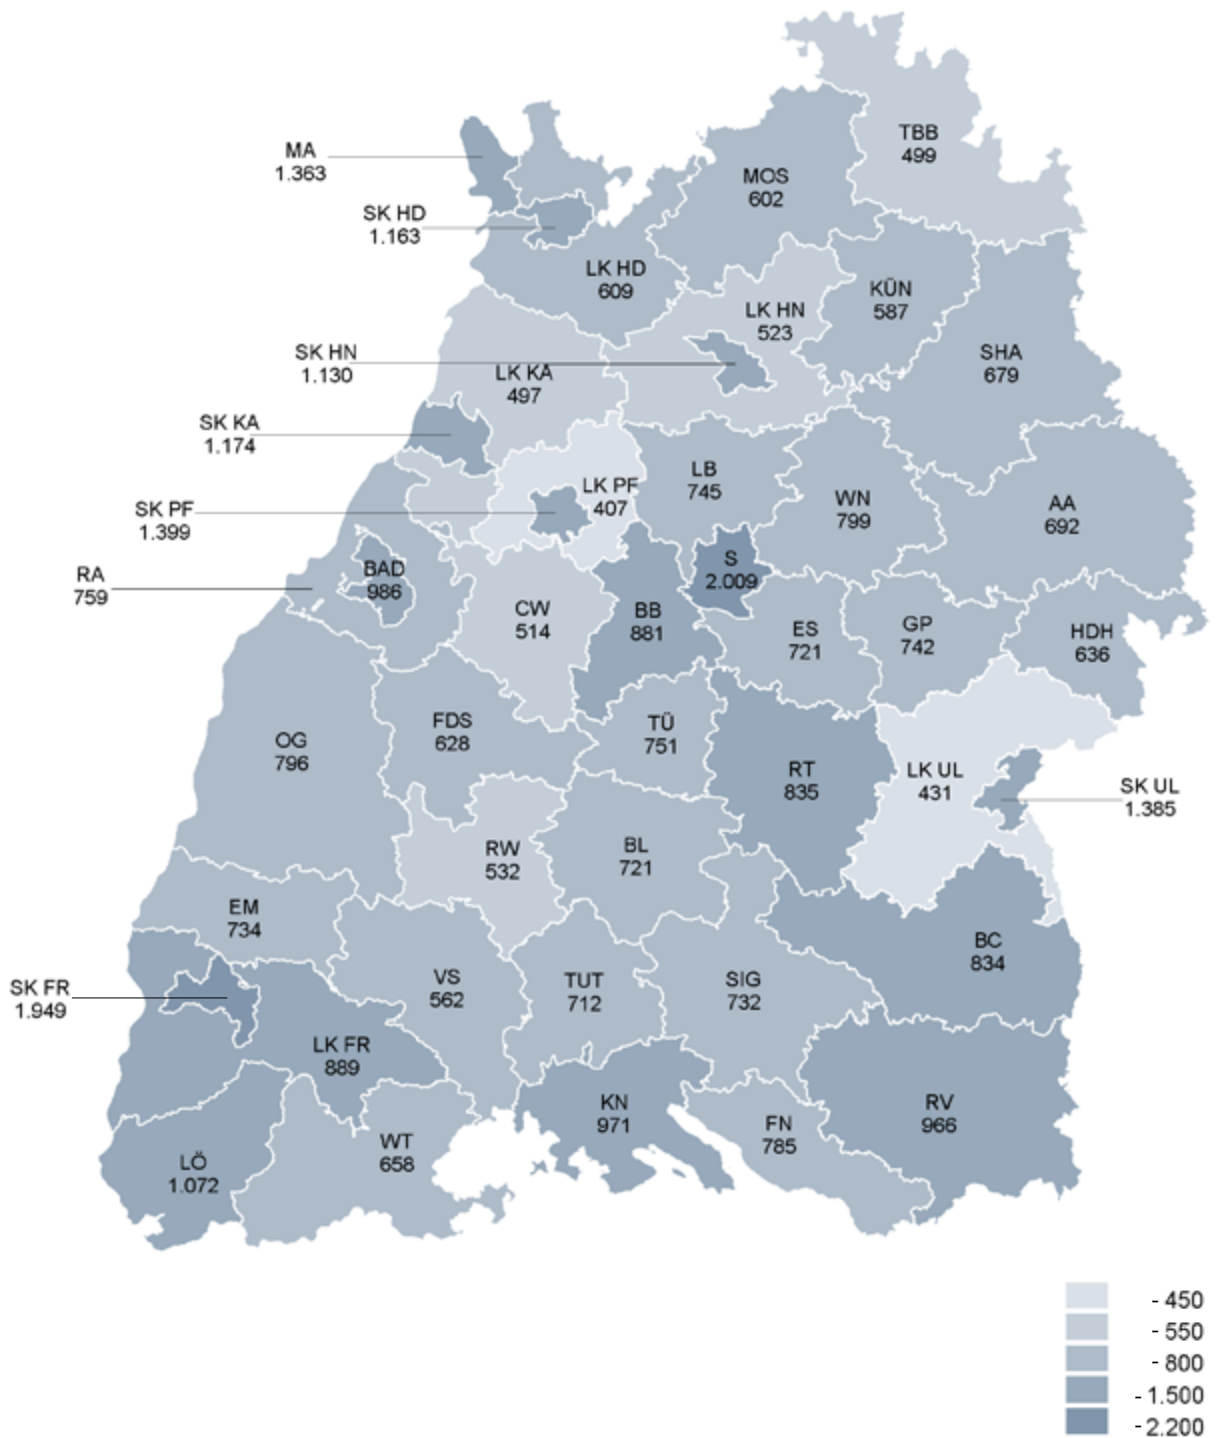 TBB
499
MA
1.363
MOS
602
SK HD
1.163
LK HD
609
KÜN
587
LK HN
523
SK HN
1.130
SHA
679
LK KA
497
SK KA
1.174
LB
745
LK PF
407
WN
799
AA
692
SK PF
1.399
S
2.009
BAD
986
RA
759
CW
514
BB
881
ES
721
GP
742
HDH
636
FDS
628
TÜ
751
OG
796
RT
835
LK UL
431
SK UL
1.385
RW
532
BL
721
EM
734
BC
834
SK FR
1.949
VS
562
TUT
712
SIG
732
LK FR
889
KN
971
RV
966
FN
785
WT
658
LÖ
1.072
- 450
- 550
- 800
- 1.500
- 2.200